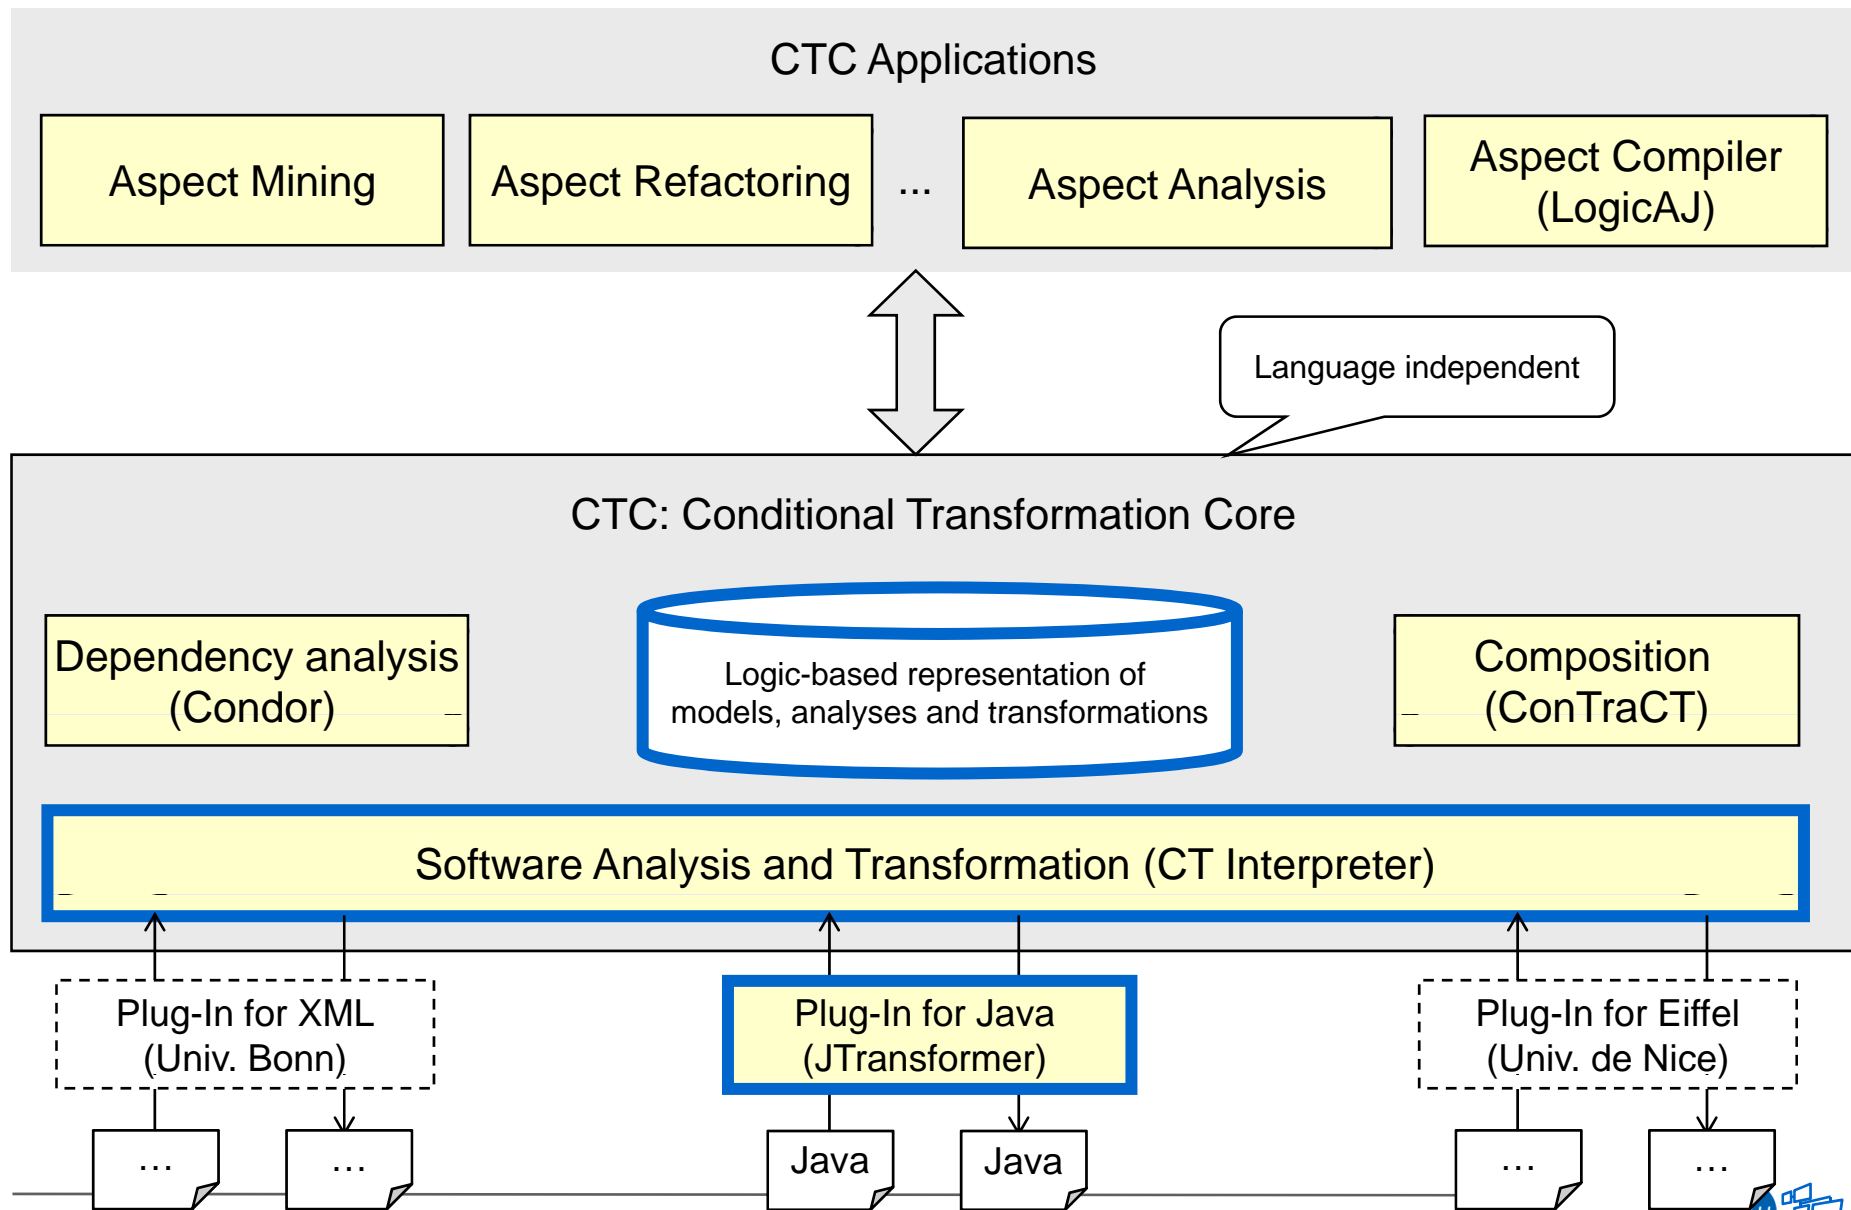 CTC Applications
Aspect Mining
Aspect Refactoring
...
Aspect Analysis
Aspect Compiler
(LogicAJ)
Language independent
CTC: Conditional Transformation Core
Dependency analysis
(Condor)
Logic-based representation of
models, analyses and transformations
Composition
(ConTraCT)
Software Analysis and Transformation (CT Interpreter)
Plug-In for XML
(Univ. Bonn)
Plug-In for Java
(JTransformer)
Plug-In for Eiffel
(Univ. de Nice)
...
...
Java
Java
...
...